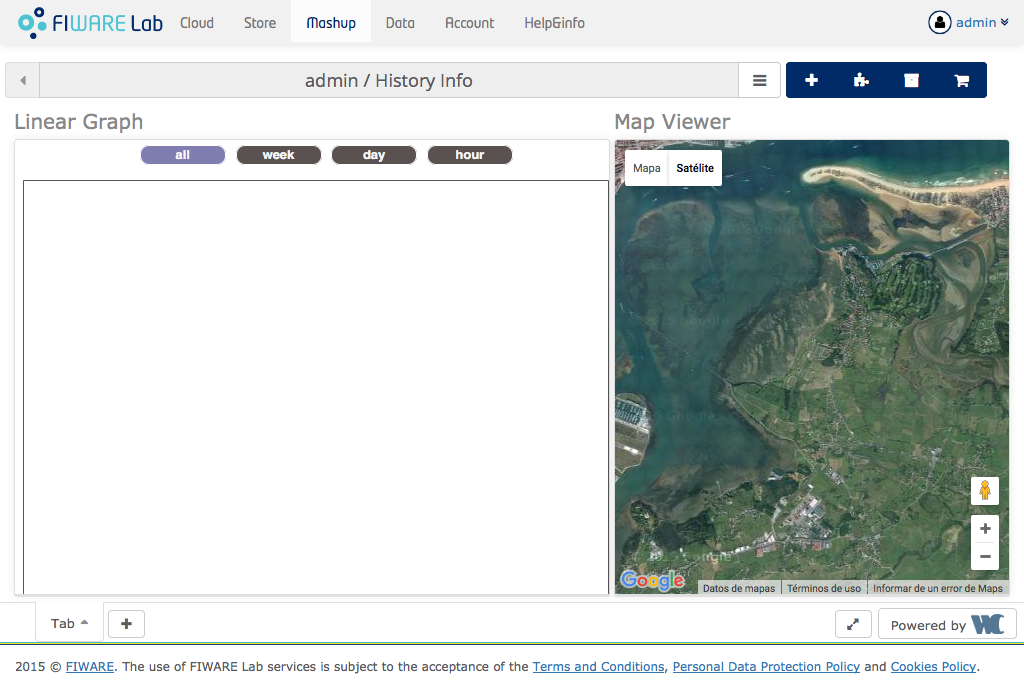 FIWARE Lab Cloud Store Mashup Data Account Help&info admin
admin / History Info
Linear Graph
all week day hour
Map Viewer
Mapa Satélite
Google
Datos de mapas Términos de uso Informar de un error de Maps
Tab
Powered by WC
2015 © FIWARE. The use of FIWARE Lab services is subject to the acceptance of the Terms and Conditions, Personal Data Protection Policy and Cookies Policy.